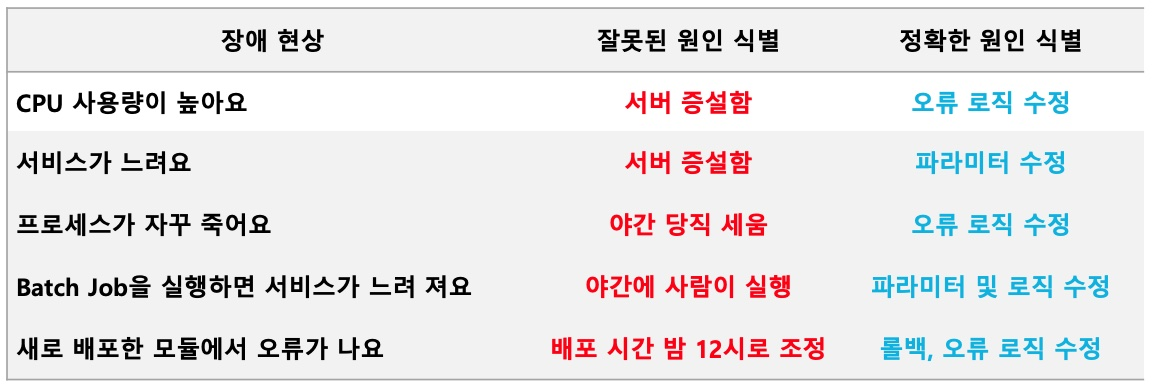 장애 현상 잘못된 원인 식별 정확한 원인 식별
CPU 사용량이 높아요 서버 증설함 오류 로직 수정
서비스가 느려요 서버 증설함 파라미터 수정
프로세스가 자꾸 죽어요 야간 당직 세움 오류 로직 수정
Batch Job을 실행하면 서비스가 느려 져요 야간에 사람이 실행 파라미터 및 로직 수정
새로 배포한 모듈에서 오류가 나요 배포 시간 밤 12시로 조정 롤백, 오류 로직 수정